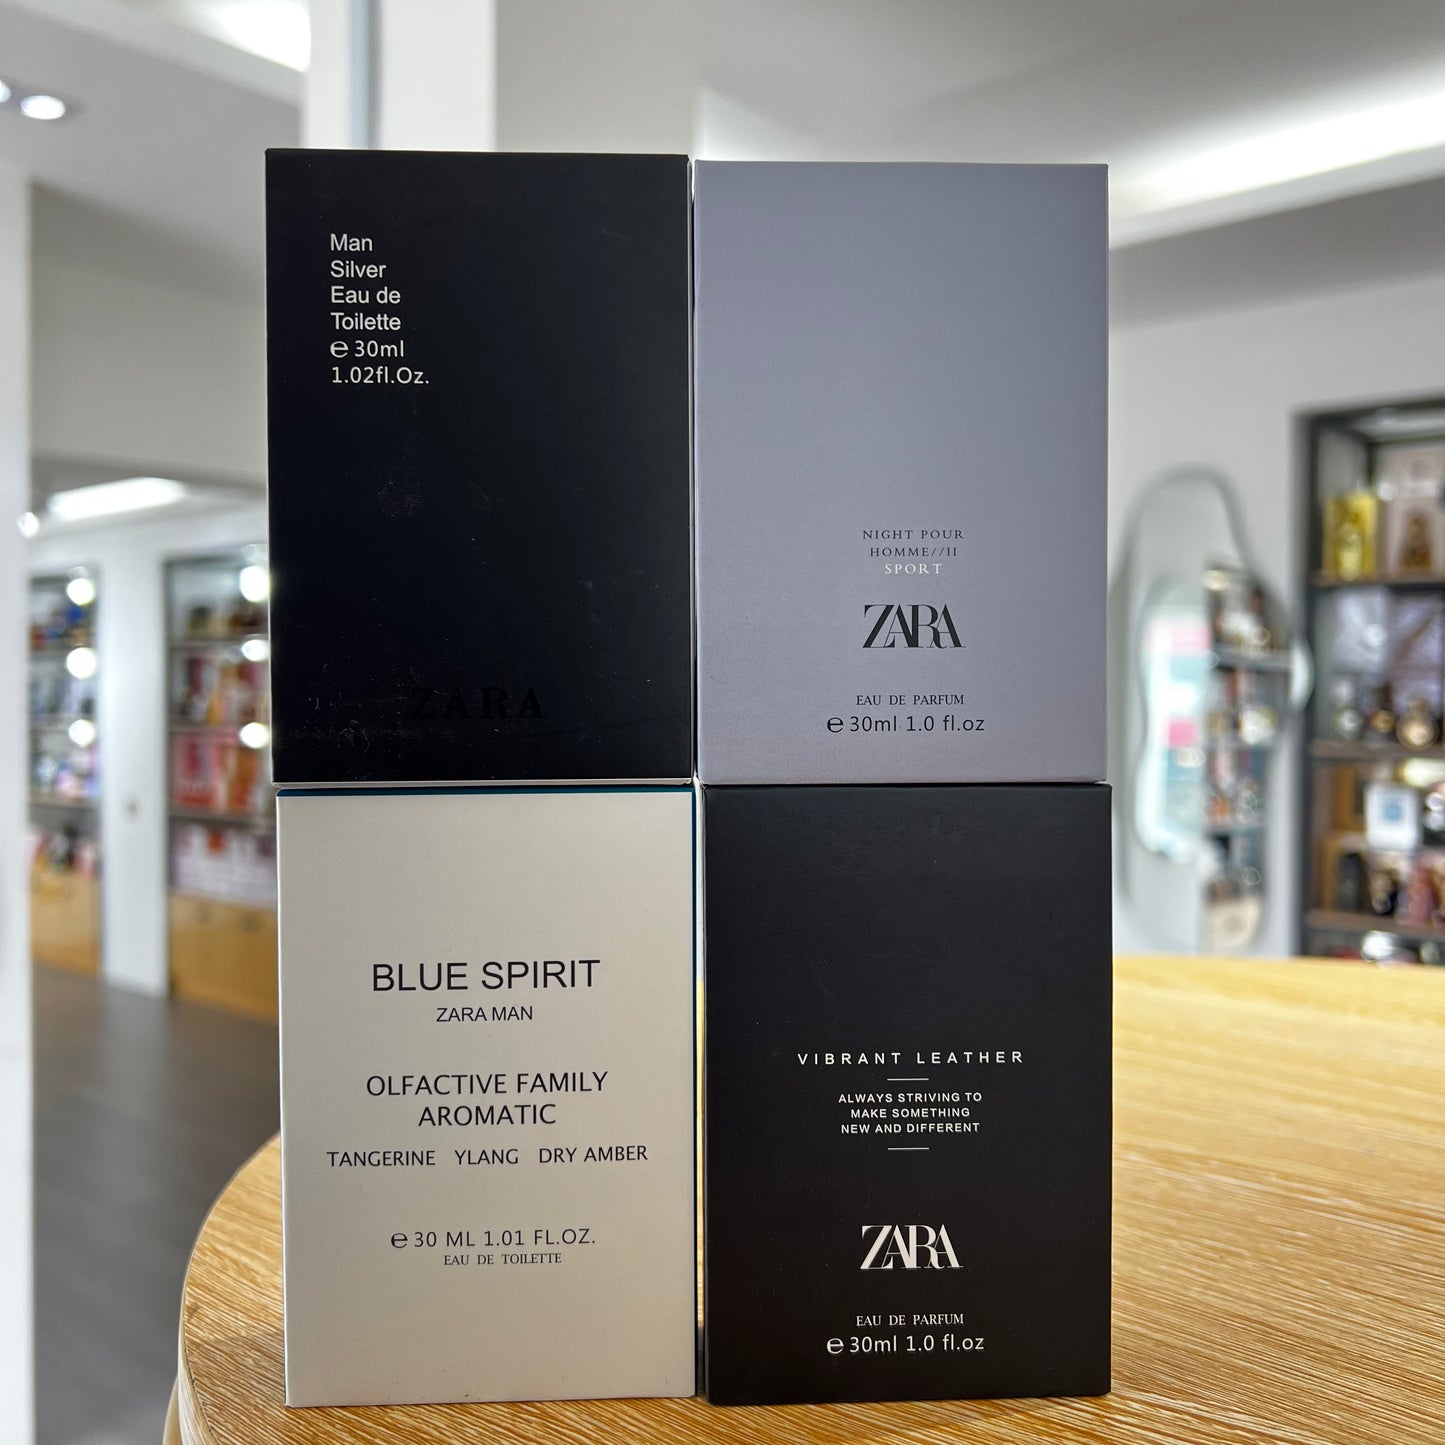 Man
Silver
Eau de
Toilette
℮ 30ml
1.02fl.Oz.
ZARA
NIGHT POUR
HOMME//II
SPORT
ZARA
EAU DE PARFUM
℮ 30ml 1.0 fl.oz
BLUE SPIRIT
ZARA MAN
OLFACTIVE FAMILY
AROMATIC
TANGERINE YLANG DRY AMBER
℮ 30 ML 1.01 FL.OZ.
EAU DE TOILETTE
VIBRANT LEATHER
ALWAYS STRIVING TO
MAKE SOMETHING
NEW AND DIFFERENT
ZARA
EAU DE PARFUM
℮ 30ml 1.0 fl.oz